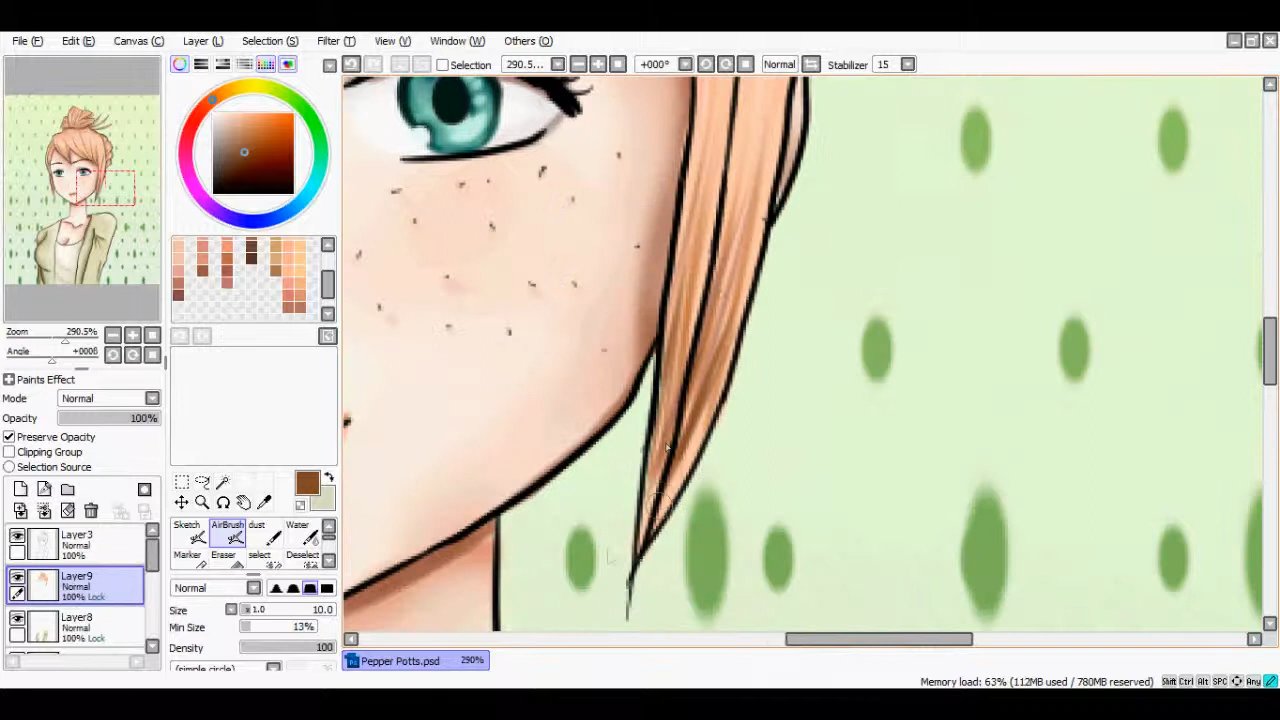 File (F) Edit (E) Canvas (C) Layer (L) Selection (S) Filter (T) View (V) Window (W) Others (O)
Selection 290.5... +000° Normal Stabilizer 15
Zoom 290.5%
Angle +000ß
Paints Effect
Mode Normal
Opacity 100%
Preserve Opacity
Clipping Group
Selection Source
Layer3
Normal
100%
Layer9
Normal
100% Lock
Layer8
Normal
100% Lock
Sketch AirBrush dust Water
Marker Eraser select Deselect
Normal
Size x 1.0 10.0
Min Size 13%
Density 100
(simple circle)
Pepper Potts.psd 290%
Memory load: 63% (112MB used / 780MB reserved) Shift Ctrl Alt SPC Any